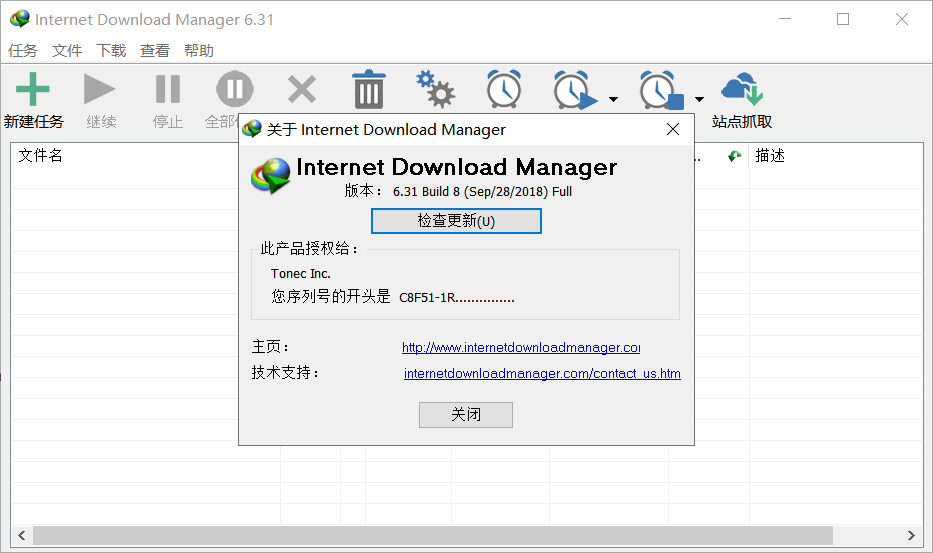 Internet Download Manager 6.31
任务 文件 下载 查看 帮助
新建任务 继续 停止 全部 站点抓取
关于 Internet Download Manager
文件名 描述
Internet Download Manager
版本： 6.31 Build 8 (Sep/28/2018) Full
检查更新(U)
此产品授权给：
Tonec Inc.
您序列号的开头是 C8F51-1R...............
主页： http://www.internetdownloadmanager.co
技术支持： internetdownloadmanager.com/contact_us.htm
关闭